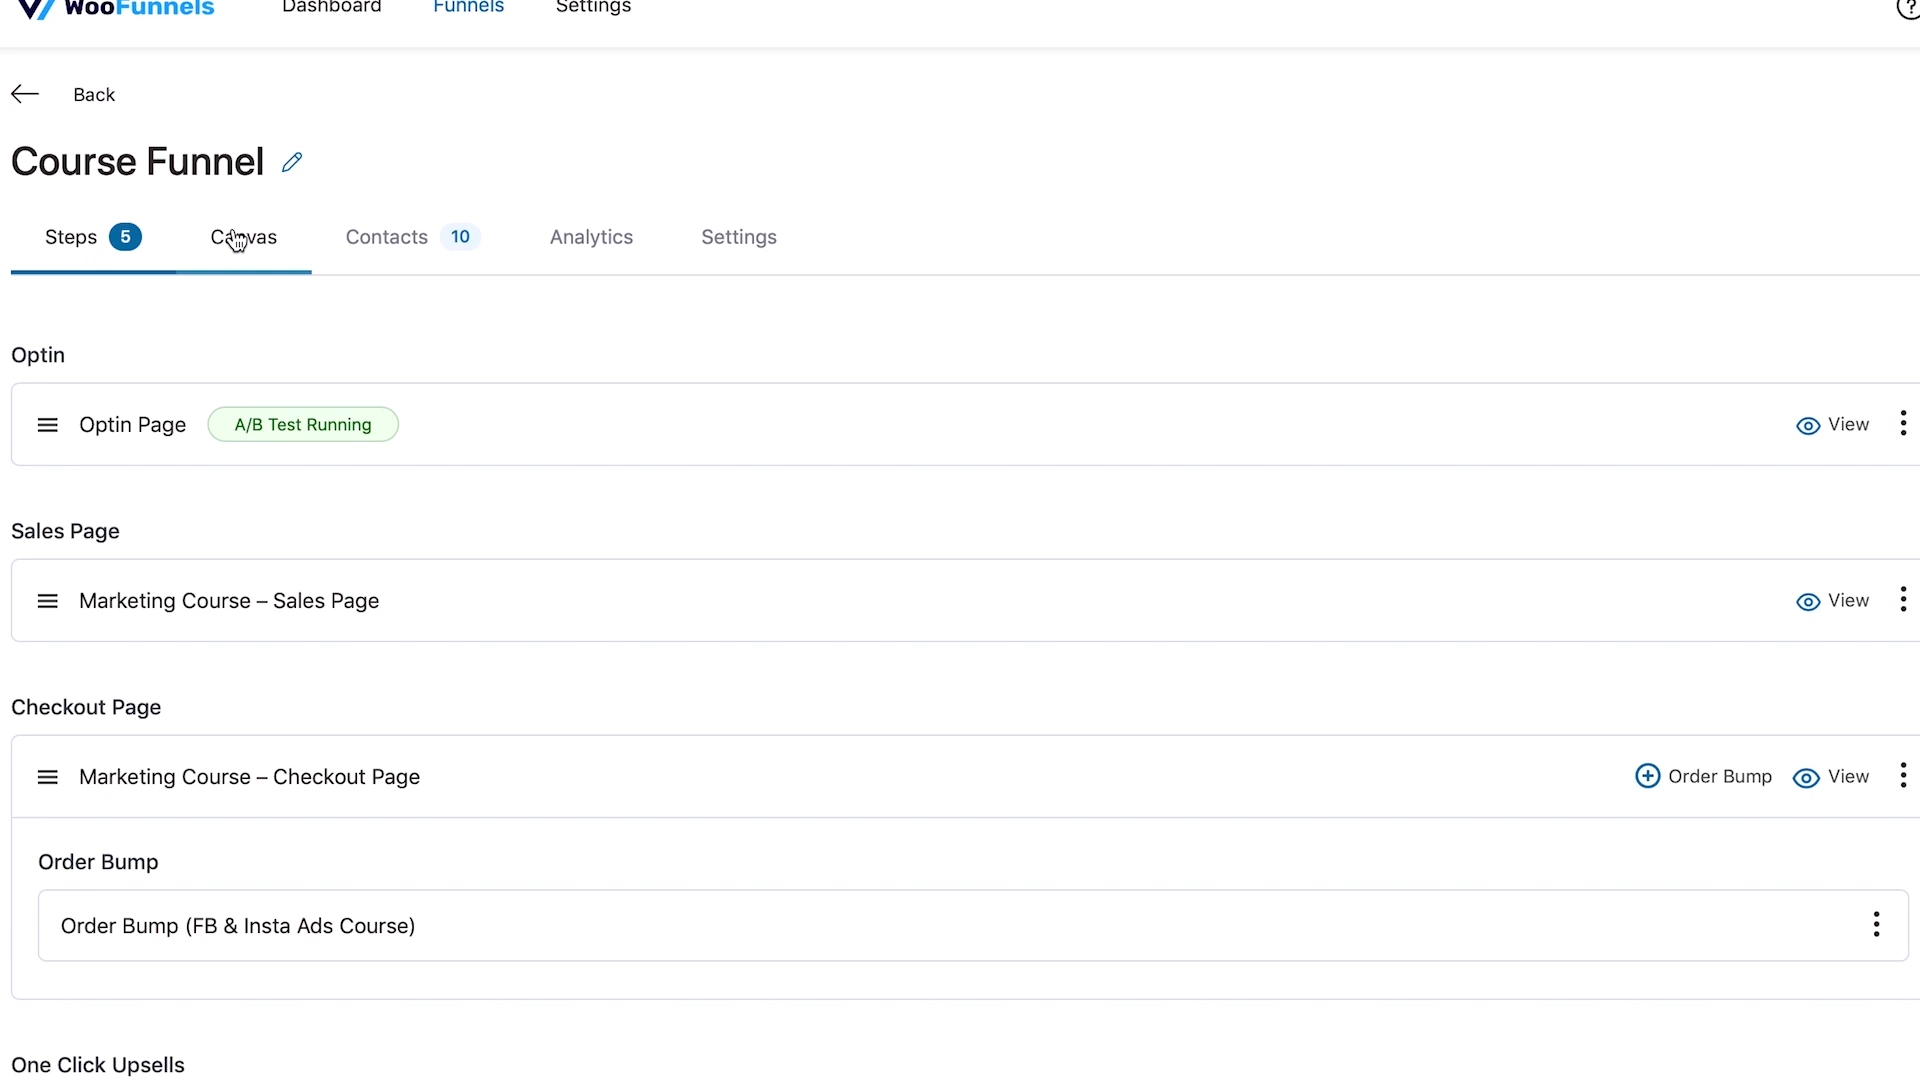 WooFunnels Dashboard Funnels Settings ?
Back
Course Funnel
Steps 5 Canvas Contacts 10 Analytics Settings
Optin
Optin Page A/B Test Running View
Sales Page
Marketing Course – Sales Page View
Checkout Page
Marketing Course – Checkout Page Order Bump View
Order Bump
Order Bump (FB & Insta Ads Course)
One Click Upsells